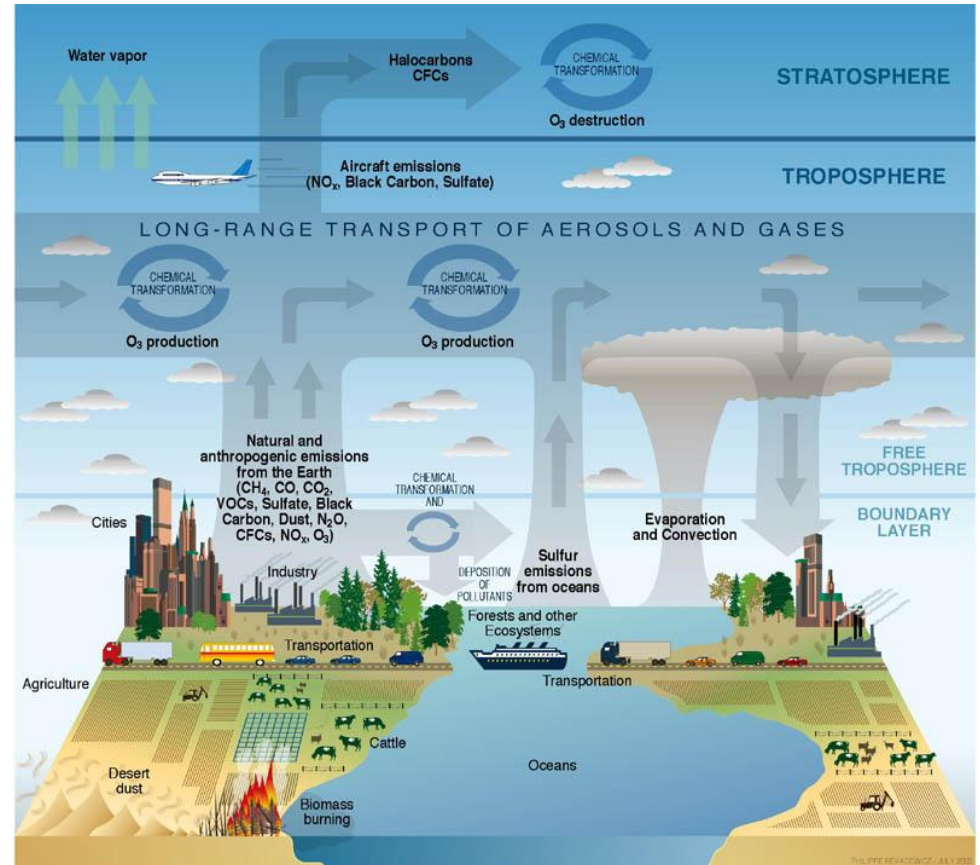 Water vapor
Halocarbons
CFCs
CHEMICAL
TRANSFORMATION
O₃ destruction
STRATOSPHERE
Aircraft emissions
(NOₓ, Black Carbon, Sulfate)
TROPOSPHERE
LONG-RANGE TRANSPORT OF AEROSOLS AND GASES
CHEMICAL
TRANSFORMATION
O₃ production
CHEMICAL
TRANSFORMATION
O₃ production
Natural and
anthropogenic emissions
from the Earth
(CH₄, CO, CO₂,
VOCs, Sulfate, Black
Carbon, Dust, N₂O,
CFCs, NOₓ, O₃)
CHEMICAL
TRANSFORMATION
AND
DEPOSITION
OF
POLLUTANTS
FREE
TROPOSPHERE
BOUNDARY
LAYER
Cities
Industry
Sulfur
emissions
from oceans
Evaporation
and Convection
Forests and other
Ecosystems
Transportation
Transportation
Agriculture
Cattle
Oceans
Desert
dust
Biomass
burning
PHILIPPE REKACEWICZ - JULY 2003